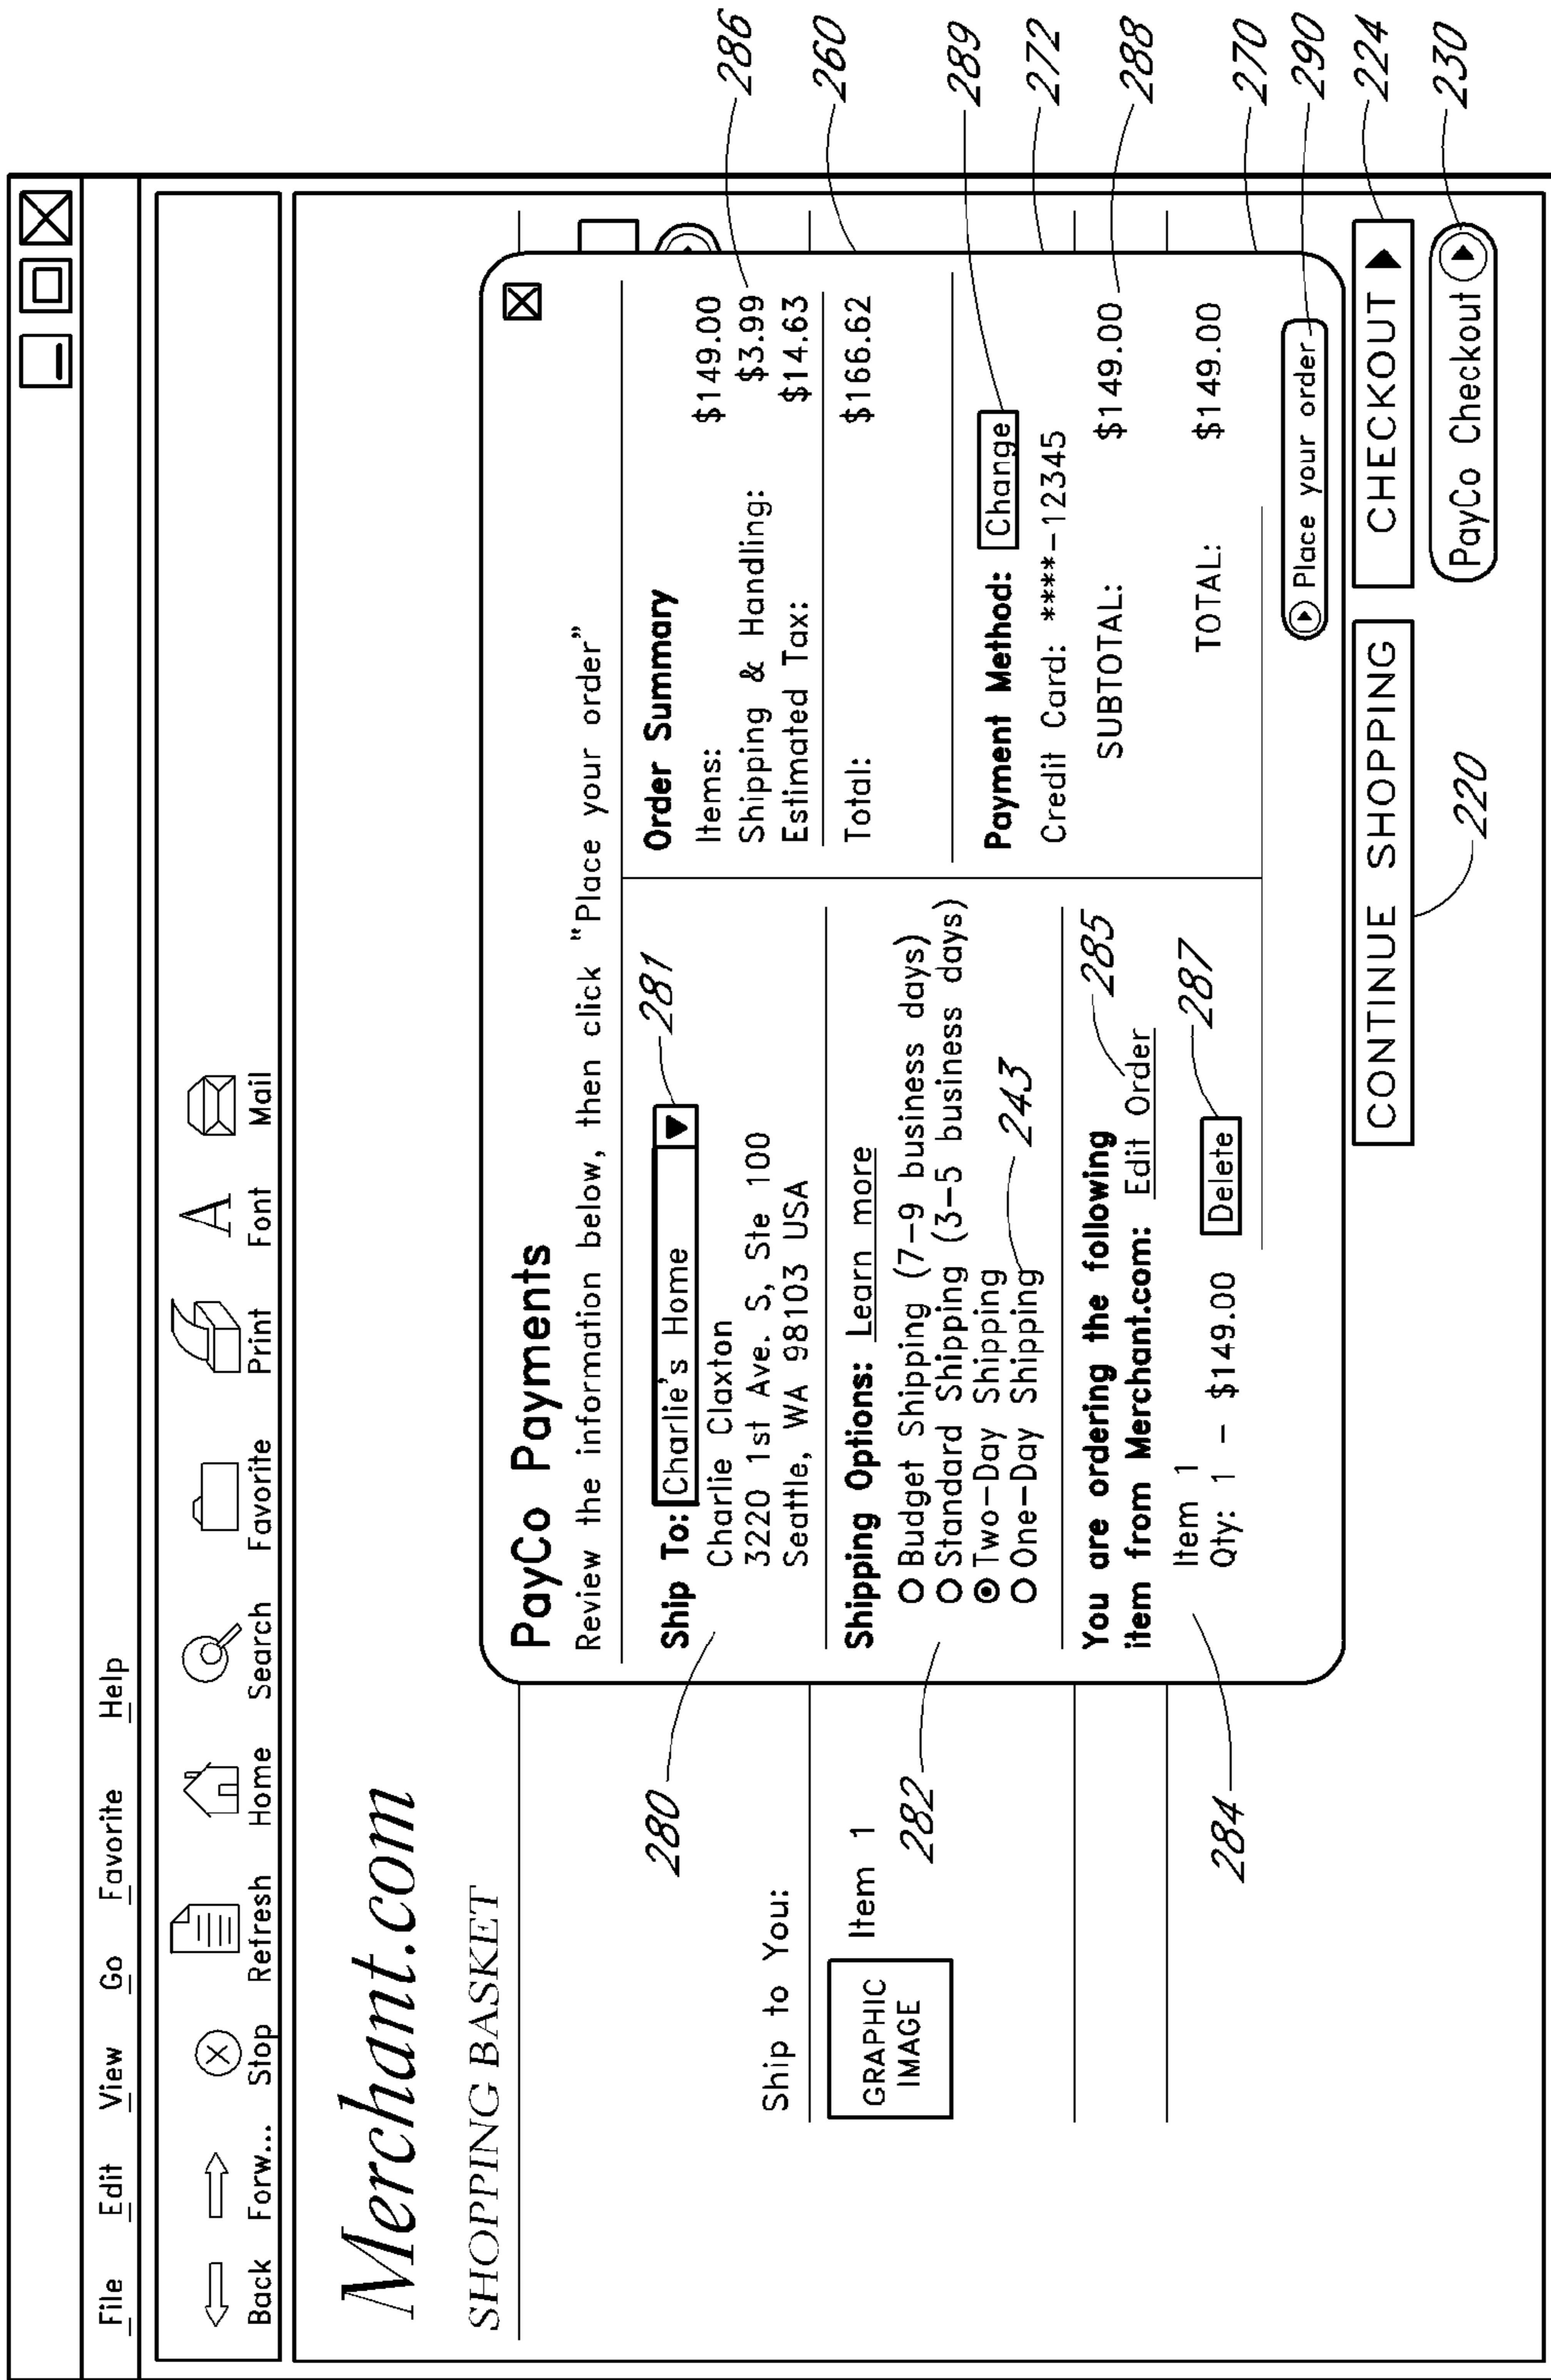 File Edit View Go Favorite Help
Back Forw... Stop Refresh Home Search Favorite Print Font Mail
Merchant.com
SHOPPING BASKET
Ship to You:
GRAPHIC
IMAGE
Item 1
PayCo Payments
Review the information below, then click "Place your order"
Ship To: Charlie's Home
281
Charlie Claxton
3220 1st Ave. S, Ste 100
Seattle, WA 98103 USA
280
Shipping Options: Learn more
Budget Shipping (7-9 business days)
Standard Shipping (3-5 business days)
Two-Day Shipping
One-Day Shipping
243
282
You are ordering the following
item from Merchant.com: Edit Order
285
Item 1
Qty: 1 - $149.00 Delete
287
284
Order Summary
Items: $149.00
Shipping & Handling: $3.99
Estimated Tax: $14.63
Total: $166.62
Payment Method: Change
Credit Card: ****-12345
SUBTOTAL: $149.00
TOTAL: $149.00
Place your order
CONTINUE SHOPPING CHECKOUT
PayCo Checkout
220
286
260
289
272
288
270
290
224
230